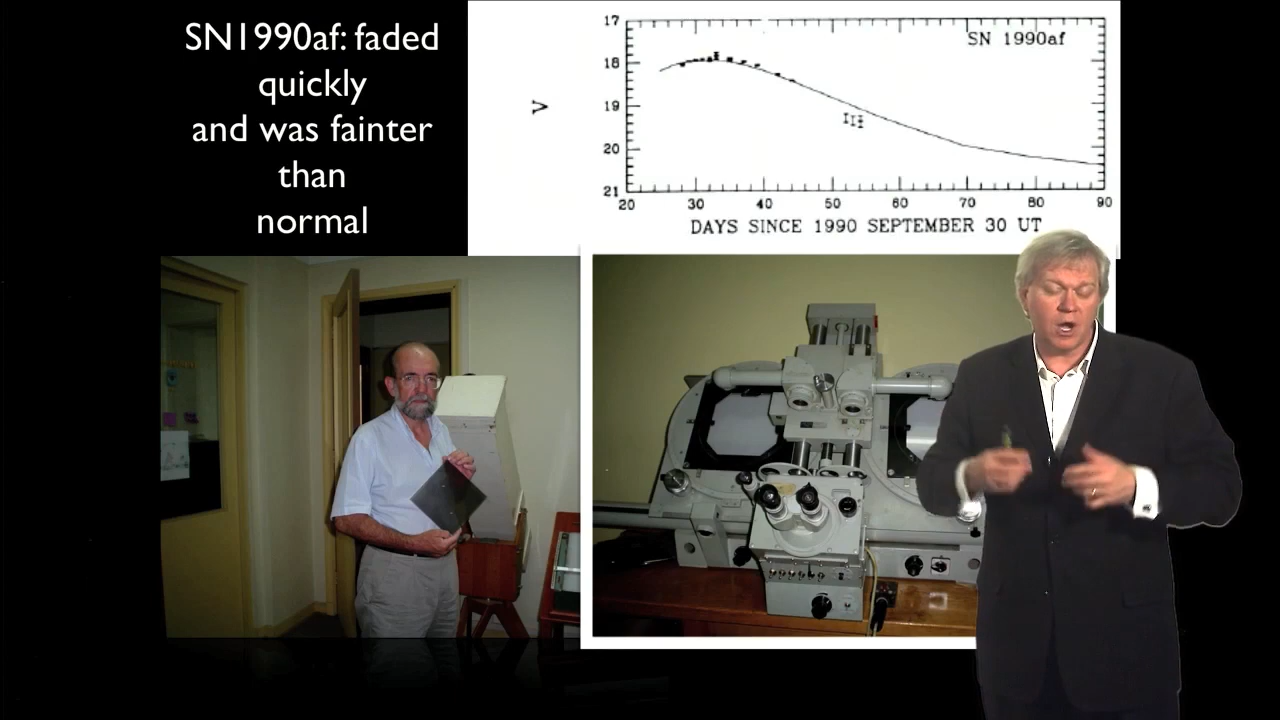 SN1990af: faded
quickly
and was fainter
than
normal
17
18
19
20
21
V
SN 1990af
20 30 40 50 60 70 80 90
DAYS SINCE 1990 SEPTEMBER 30 UT